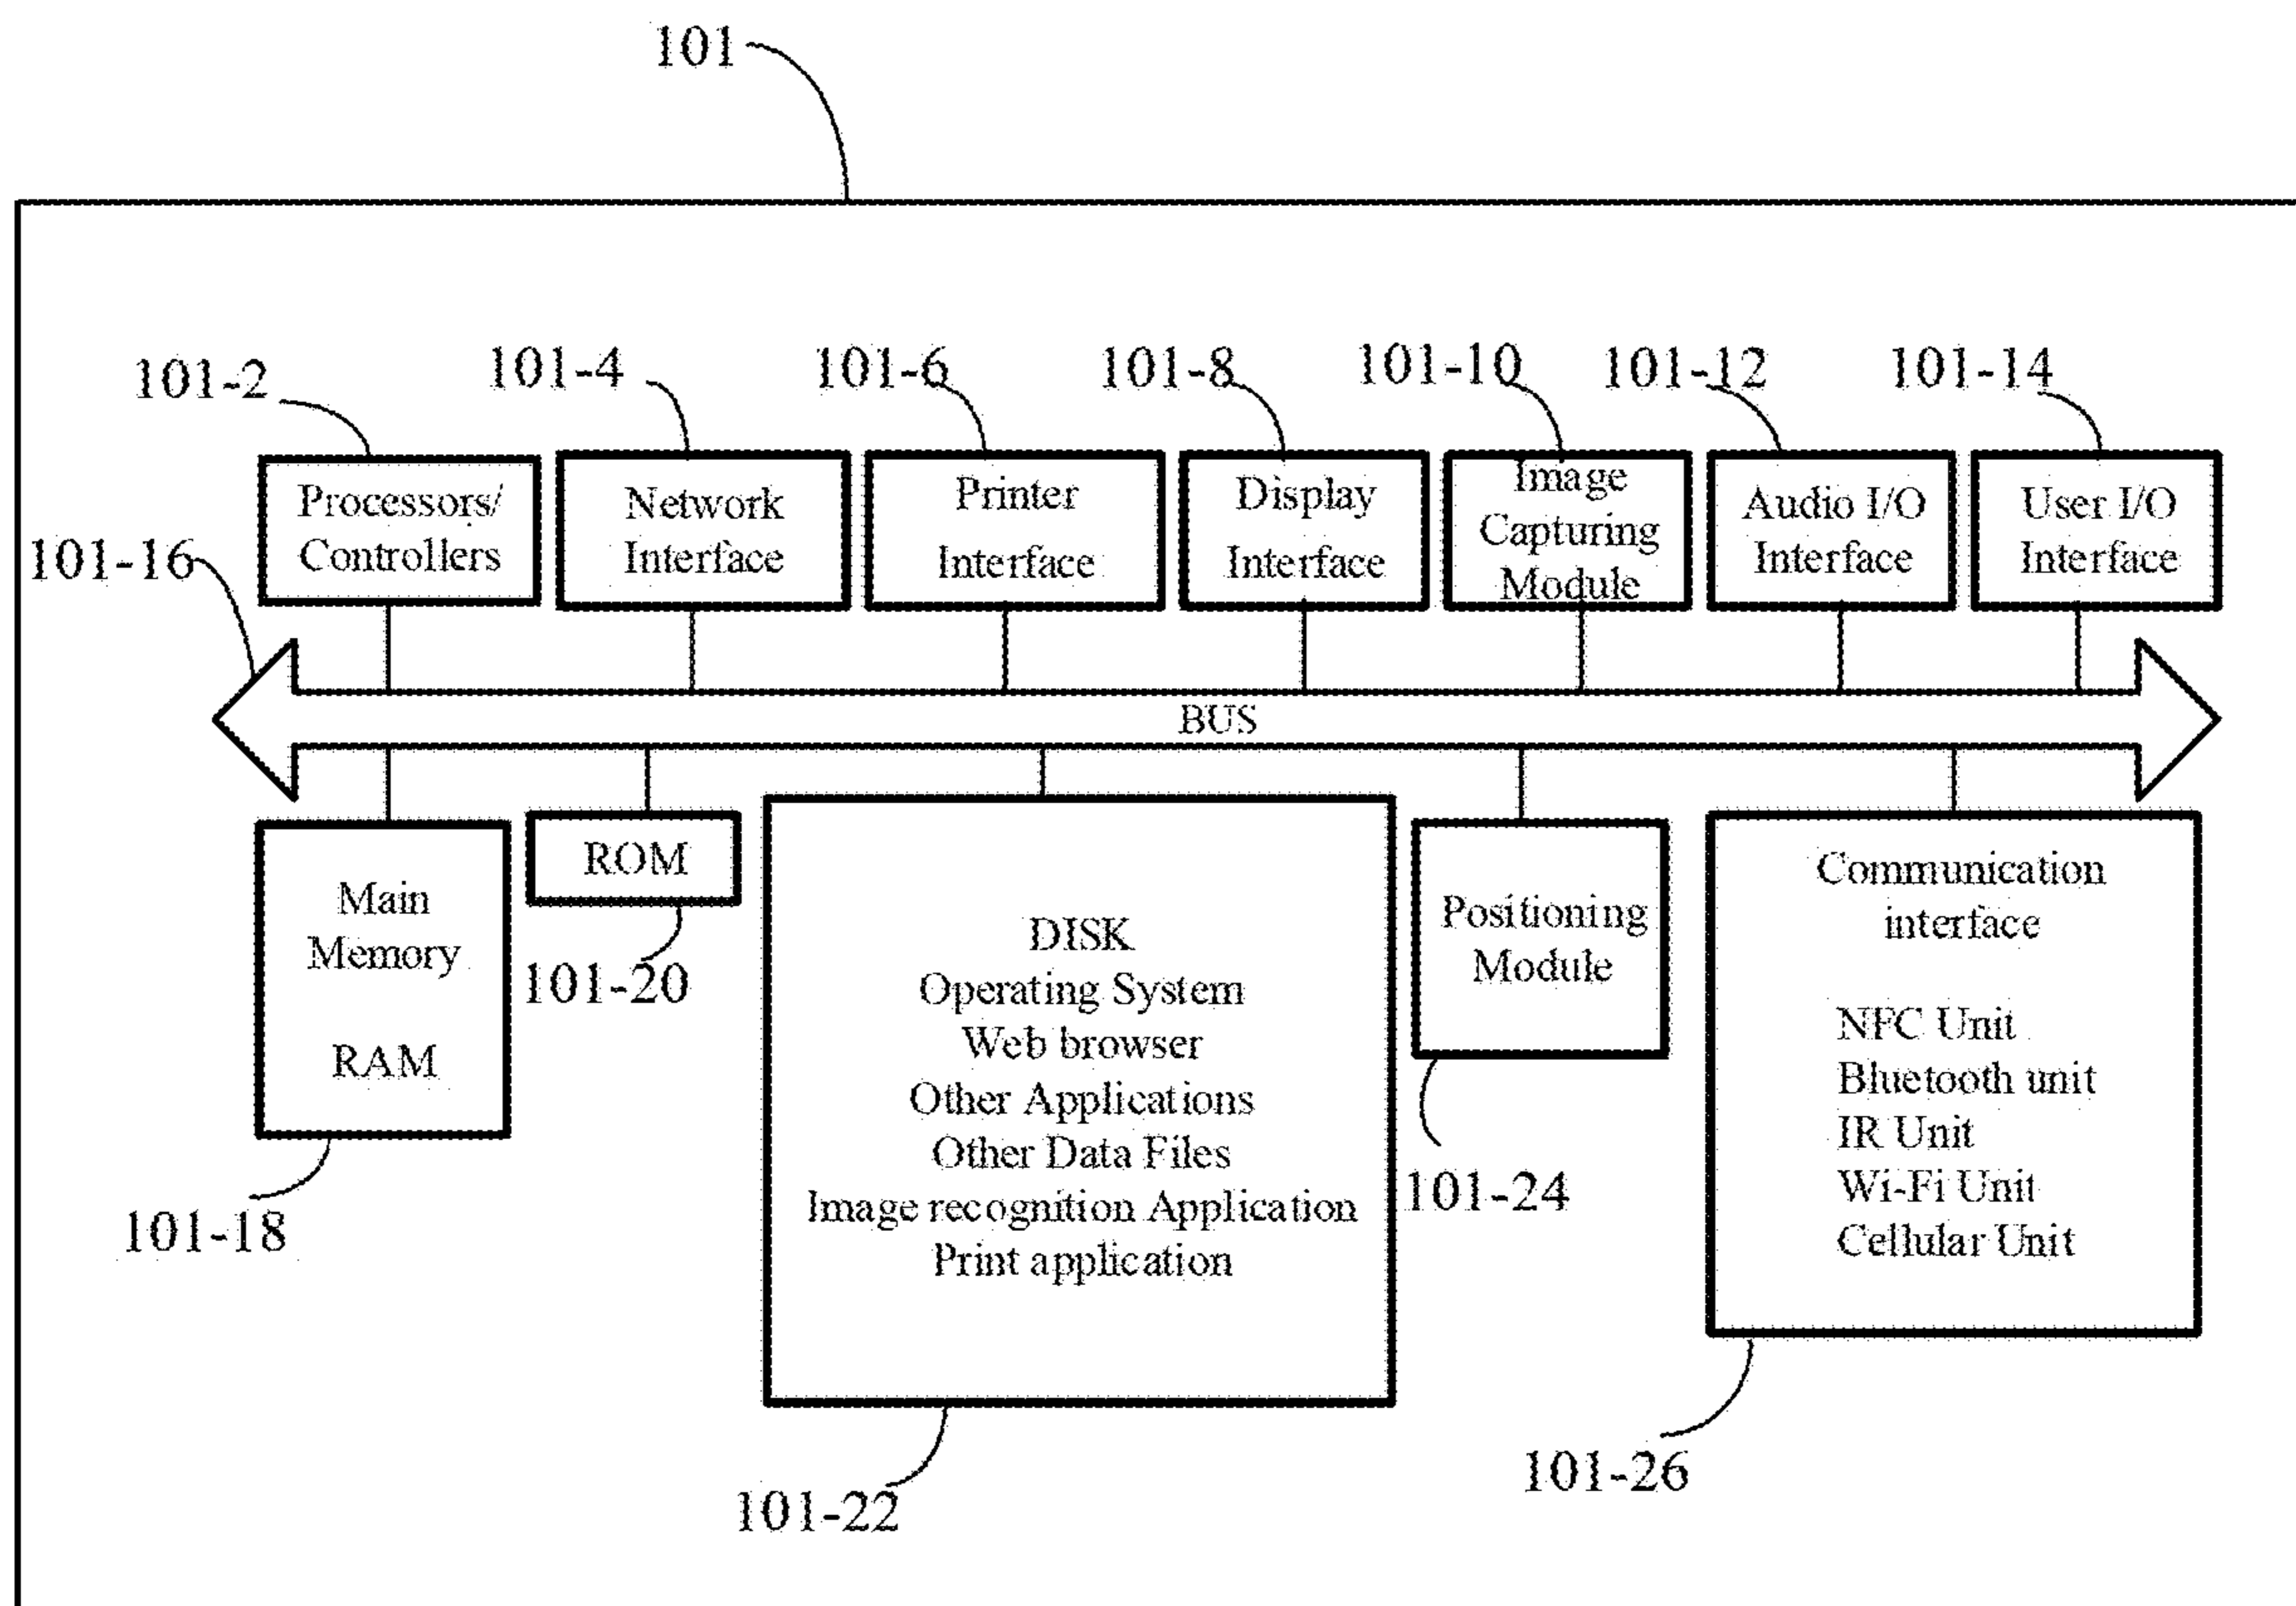 101
101-2
101-4
101-6
101-8
101-10
101-12
101-14
Processors/
Controllers
Network
Interface
Printer
Interface
Display
Interface
Image
Capturing
Module
Audio I/O
Interface
User I/O
Interface
101-16
BUS
Main
Memory
RAM
101-18
ROM
101-20
DISK
Operating System
Web browser
Other Applications
Other Data Files
Image recognition Application
Print application
101-22
Positioning
Module
101-24
Communication
interface
NFC Unit
Bluetooth unit
IR Unit
Wi-Fi Unit
Cellular Unit
101-26